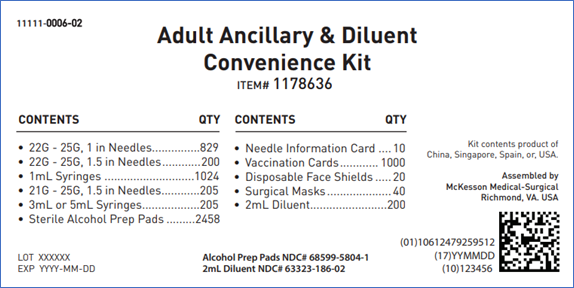 11111-0006-02
Adult Ancillary & Diluent
Convenience Kit
ITEM# 1178636
CONTENTS QTY
• 22G - 25G, 1 in Needles..............829
• 22G - 25G, 1.5 in Needles...........200
• 1mL Syringes ...........................1024
• 21G - 25G, 1.5 in Needles...........205
• 3mL or 5mL Syringes.................205
• Sterile Alcohol Prep Pads .........2458
CONTENTS QTY
• Needle Information Card .... 10
• Vaccination Cards ............ 1000
• Disposable Face Shields ..... 20
• Surgical Masks .................. 40
• 2mL Diluent......................200
Kit contents product of
China, Singapore, Spain, or, USA.
Assembled by
McKesson Medical-Surgical
Richmond, VA. USA
LOT XXXXXX
EXP YYYY-MM-DD
Alcohol Prep Pads NDC# 68599-5804-1
2mL Diluent NDC# 63323-186-02
(01)10612479259512
(17)YYMMDD
(10)123456